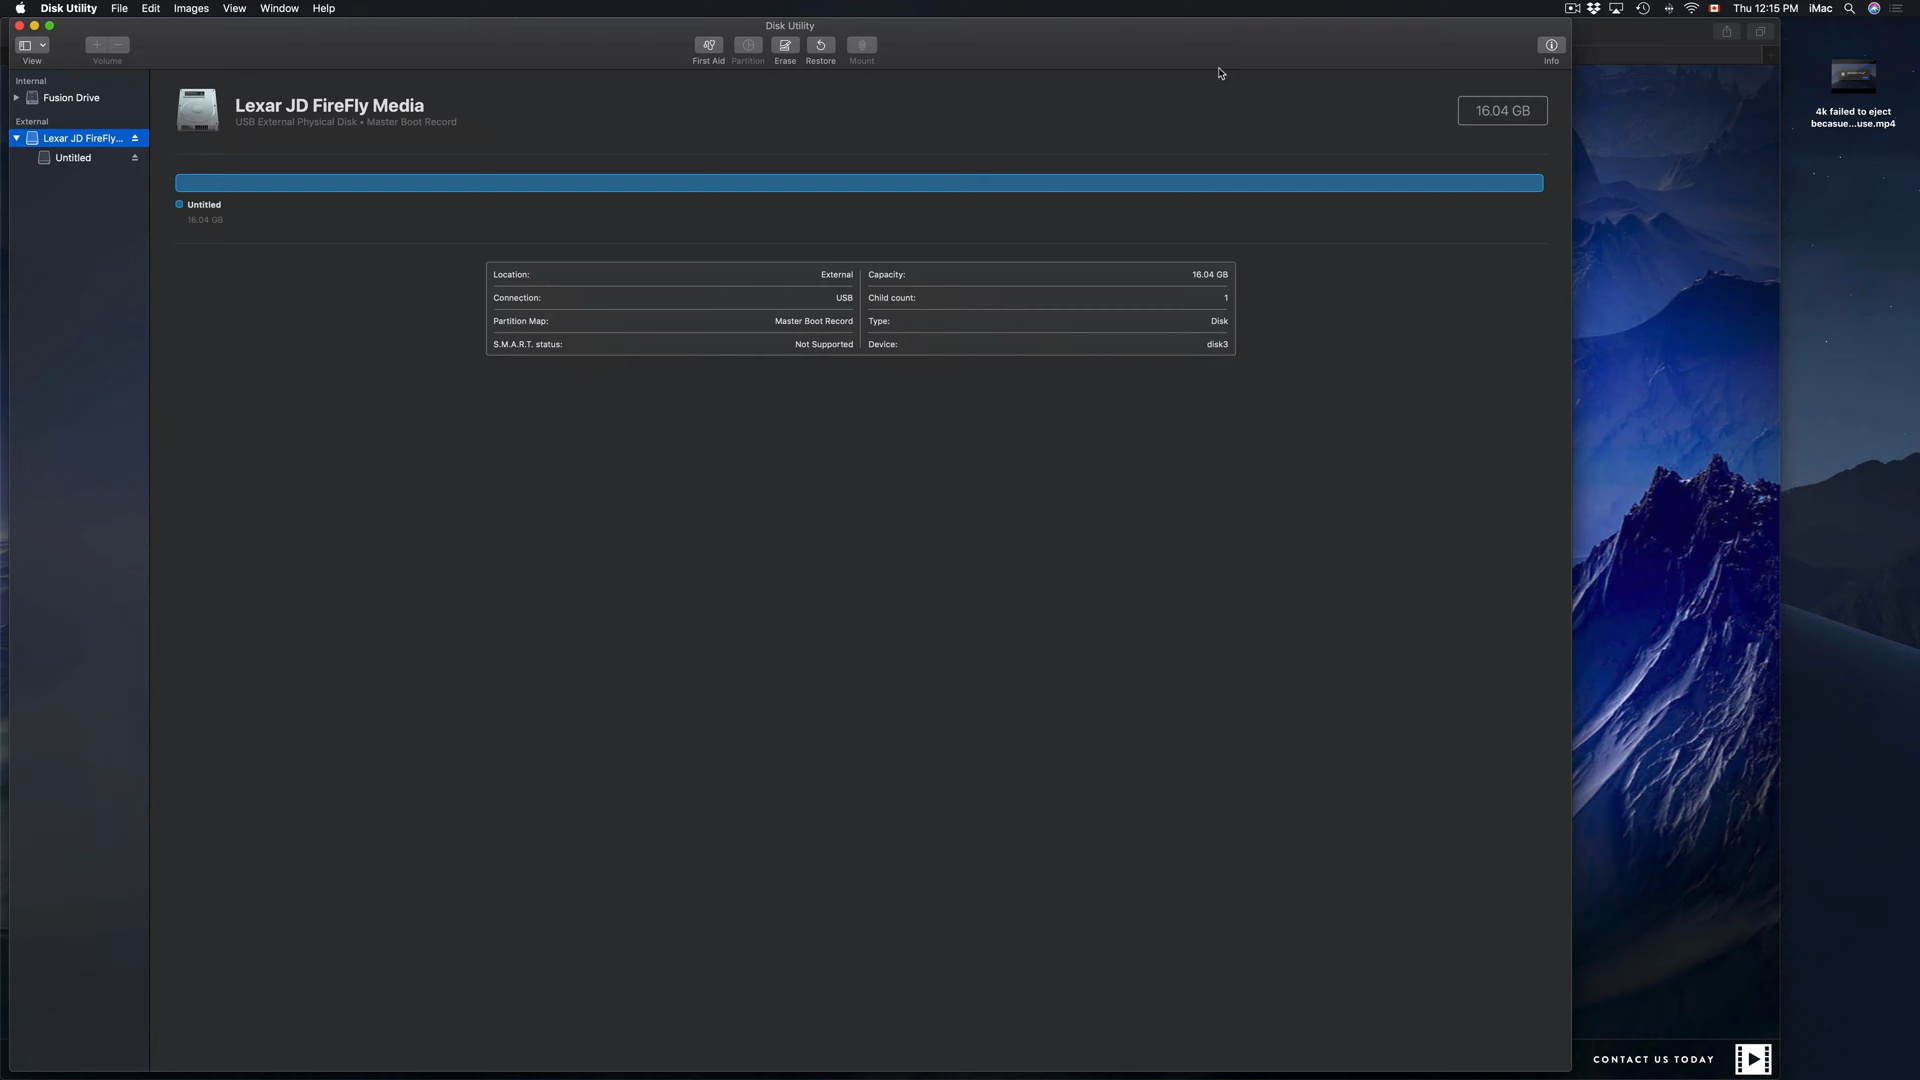 Disk Utility File Edit Images View Window Help
Thu 12:15 PM iMac
Disk Utility
View
Volume
First Aid Partition Erase Restore Mount
Info
Internal
Fusion Drive
External
Lexar JD FireFly...
Untitled
Lexar JD FireFly Media
USB External Physical Disk • Master Boot Record
16.04 GB
Untitled
16.04 GB
Location: External
Capacity: 16.04 GB
Connection: USB
Child count: 1
Partition Map: Master Boot Record
Type: Disk
S.M.A.R.T. status: Not Supported
Device: disk3
4k failed to eject
becasue...use.mp4
CONTACT US TODAY